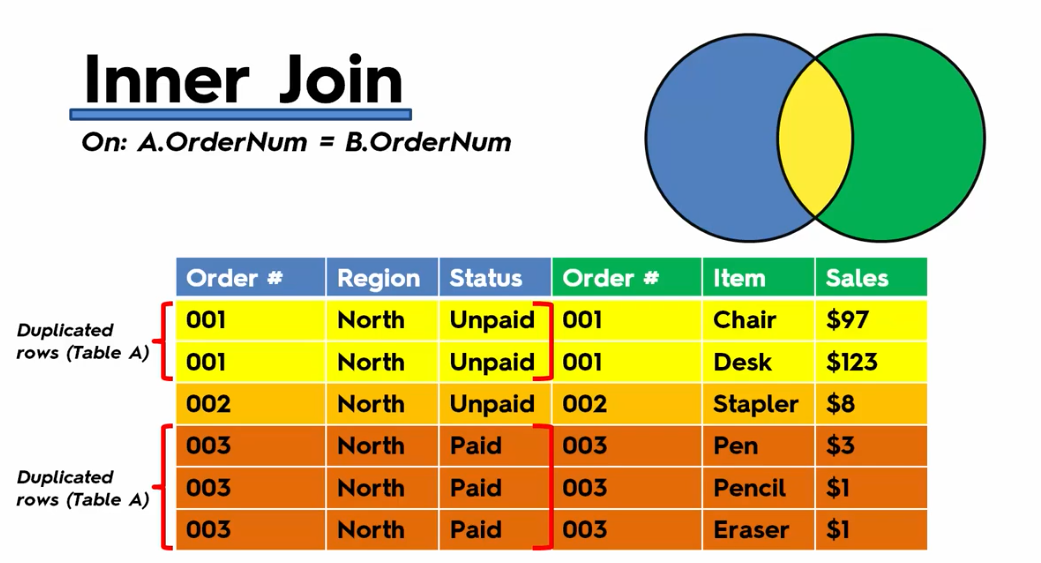 Inner Join
On: A.OrderNum = B.OrderNum
Order # Region Status Order # Item Sales
Duplicated
rows (Table A)
001 North Unpaid 001 Chair $97
001 North Unpaid 001 Desk $123
002 North Unpaid 002 Stapler $8
Duplicated
rows (Table A)
003 North Paid 003 Pen $3
003 North Paid 003 Pencil $1
003 North Paid 003 Eraser $1